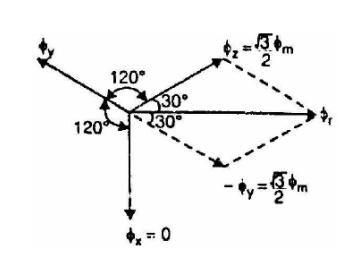 ϕy
ϕz = √3/2 ϕm
120°
30°
120°
30°
ϕr
- ϕy = √3/2 ϕm
ϕx = 0